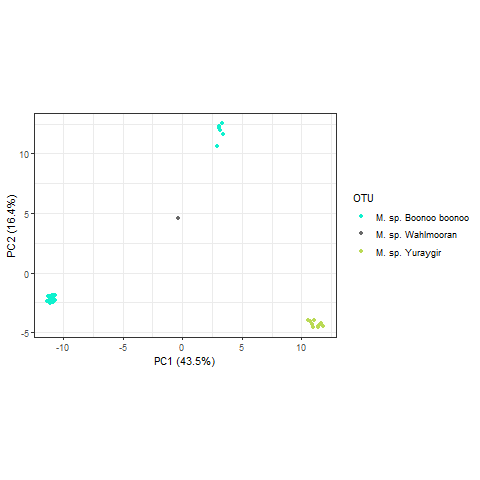 10
5
0
-5
PC2 (16.4%)
-10
-5
0
5
10
PC1 (43.5%)
OTU
M. sp. Boonoo boonoo
M. sp. Wahlmooran
M. sp. Yuraygir